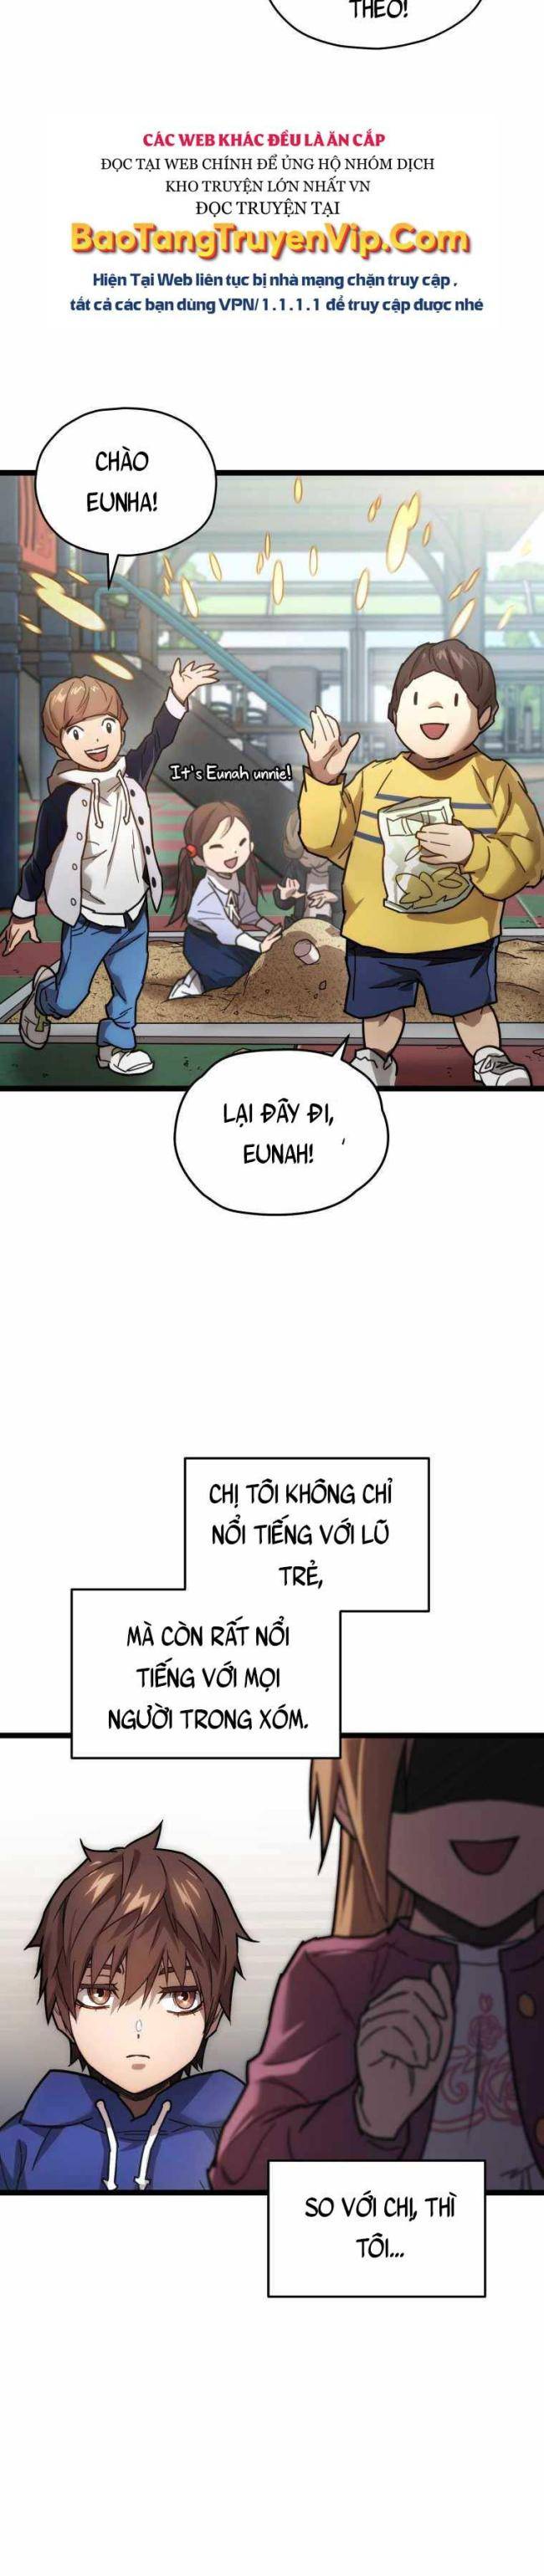 THEO!
CÁC WEB KHÁC ĐỀU LÀ ĂN CẮP
ĐỌC TẠI WEB CHÍNH ĐỂ ỦNG HỘ NHÓM DỊCH
KHO TRUYỆN LỚN NHẤT VN
ĐỌC TRUYỆN TẠI
BaoTangTruyenVip.Com
Hiện Tại Web liên tục bị nhà mạng chặn truy cập ,
tất cả các bạn dùng VPN/1.1.1.1 để truy cập được nhé
CHÀO
EUNHA!
It's Eunah unnie!
LẠI ĐÂY ĐI,
EUNAH!
CHỊ TÔI KHÔNG CHỈ
NỔI TIẾNG VỚI LŨ
TRẺ,
MÀ CÒN RẤT NỔI
TIẾNG VỚI MỌI
NGƯỜI TRONG XÓM.
SO VỚI CHỊ, THÌ
TÔI...